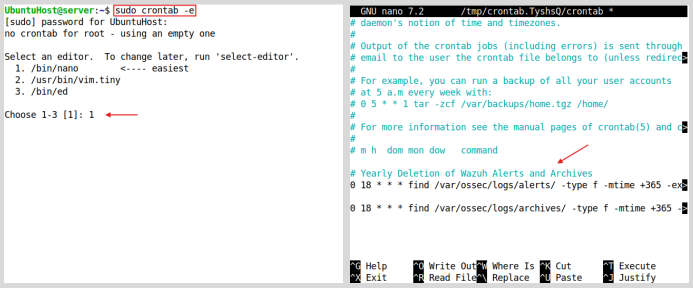 UbuntuHost@server:~$ sudo crontab -e
[sudo] password for UbuntuHost:
no crontab for root - using an empty one
Select an editor.  To change later, run 'select-editor'.
1. /bin/nano        <---- easiest
2. /usr/bin/vim.tiny
3. /bin/ed
Choose 1-3 [1]: 1
GNU nano 7.2        /tmp/crontab.TyshsQ/crontab *
# daemon's notion of time and timezones.
#
# Output of the crontab jobs (including errors) is sent through
# email to the user the crontab file belongs to (unless redirec>
#
# For example, you can run a backup of all your user accounts
# at 5 a.m every week with:
# 0 5 * * 1 tar -zcf /var/backups/home.tgz /home/
#
# For more information see the manual pages of crontab(5) and c>
#
# m h  dom mon dow   command
# Yearly Deletion of Wazuh Alerts and Archives
0 18 * * * find /var/ossec/logs/alerts/ -type f -mtime +365 -ex>
0 18 * * * find /var/ossec/logs/archives/ -type f -mtime +365 ->
^G Help      ^O Write Out ^W Where Is  ^K Cut       ^T Execute
^X Exit      ^R Read File ^\ Replace   ^U Paste     ^J Justify